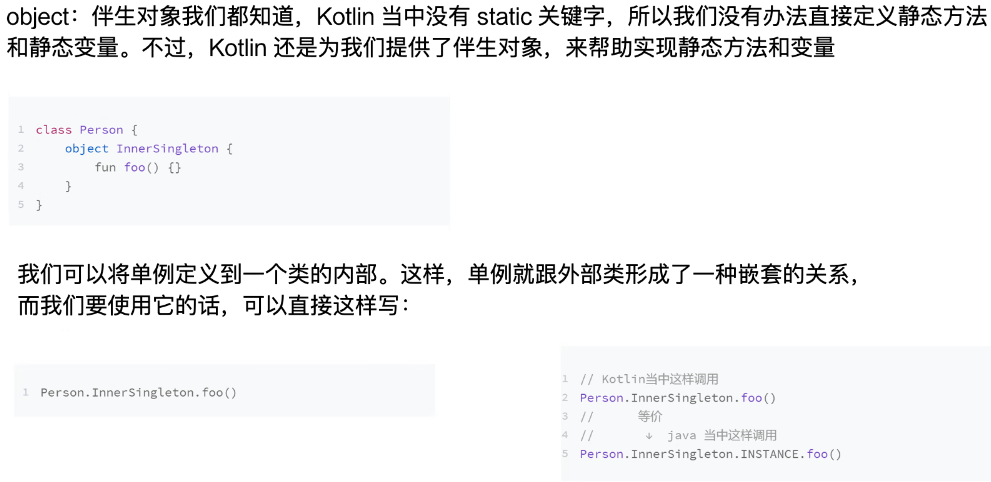 object：伴生对象我们都知道，Kotlin 当中没有 static 关键字，所以我们没有办法直接定义静态方法
和静态变量。不过，Kotlin 还是为我们提供了伴生对象，来帮助实现静态方法和变量
1 class Person {
2     object InnerSingleton {
3         fun foo() {}
4     }
5 }
我们可以将单例定义到一个类的内部。这样，单例就跟外部类形成了一种嵌套的关系，
而我们要使用它的话，可以直接这样写：
1 Person.InnerSingleton.foo()
1 // Kotlin当中这样调用
2 Person.InnerSingleton.foo()
3 //      等价
4 //       ↓  java 当中这样调用
5 Person.InnerSingleton.INSTANCE.foo()